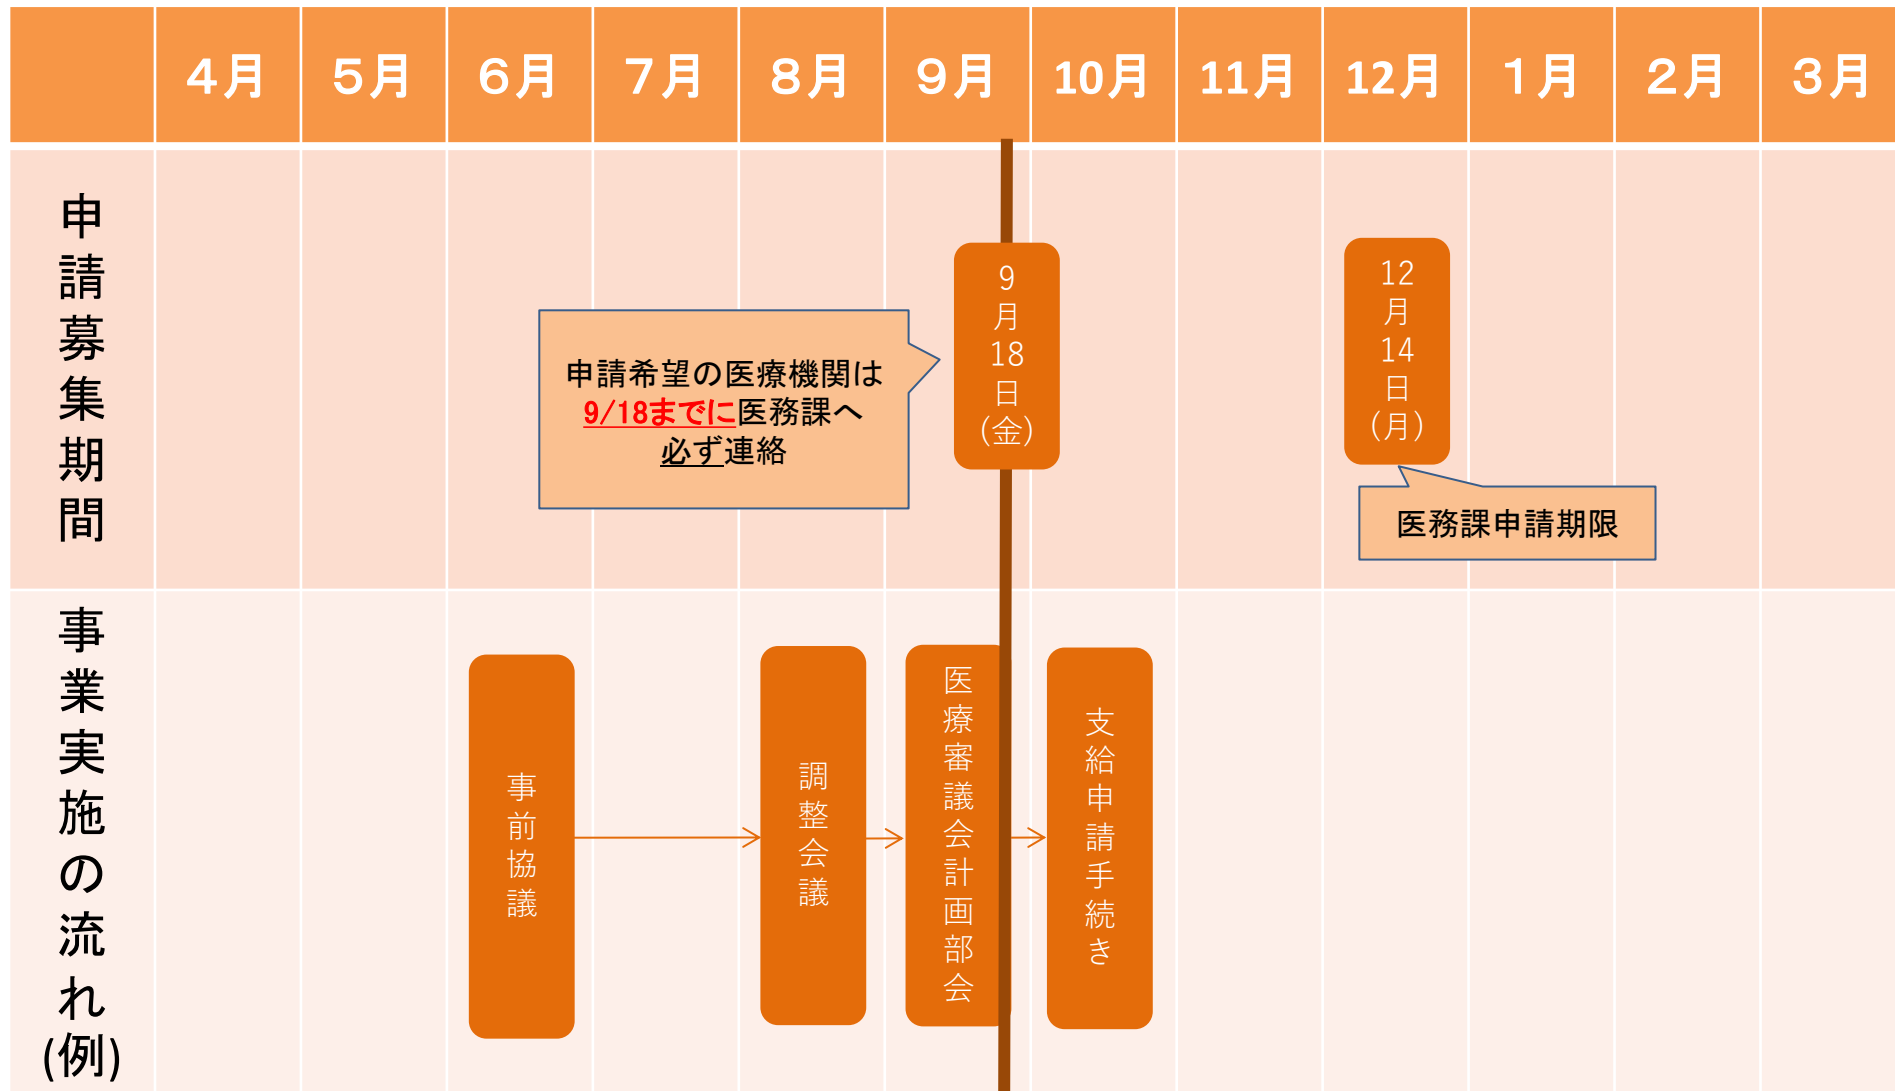 ４月 ５月 ６月 ７月 ８月 ９月 10月 11月 12月 １月 ２月 ３月
申請募集期間
申請希望の医療機関は
9/18までに医務課へ
必ず連絡
9月18日(金)
12月14日(月)
医務課申請期限
事業実施の流れ(例)
事前協議
調整会議
医療審議会計画部会
支給申請手続き